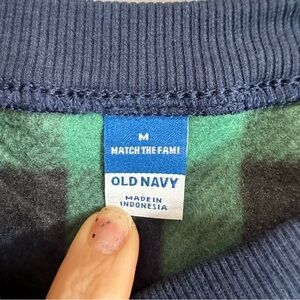 M
MATCH THE FAM!
OLD NAVY
MADE IN
INDONESIA